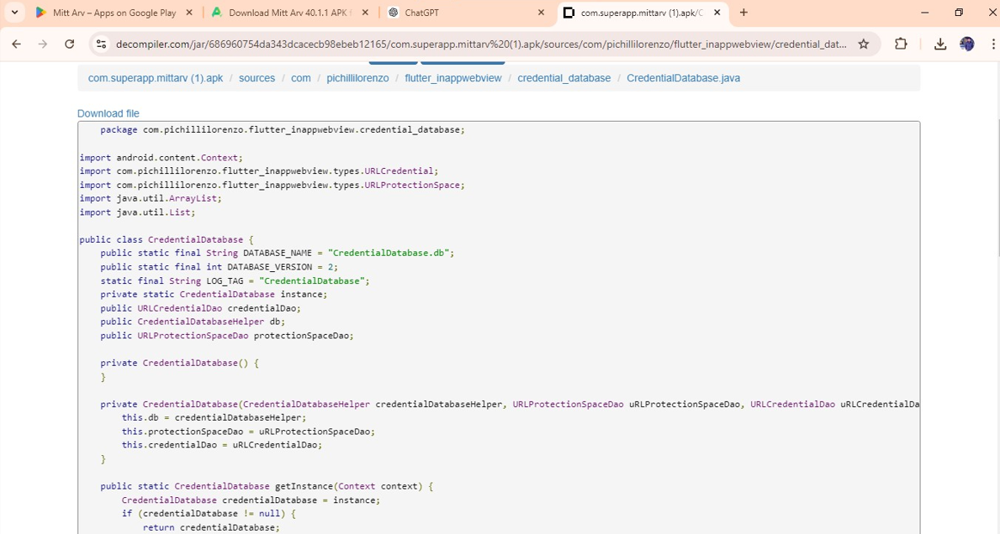 Mitt Arv – Apps on Google Play
Download Mitt Arv 40.1.1 APK f
ChatGPT
com.superapp.mittarv (1).apk/C
decompiler.com/jar/686960754da343dcacecb98ebeb12165/com.superapp.mittarv%20(1).apk/sources/com/pichillilorenzo/flutter_inappwebview/credential_dat...
com.superapp.mittarv (1).apk / sources / com / pichillilorenzo / flutter_inappwebview / credential_database / CredentialDatabase.java
Download file
package com.pichillilorenzo.flutter_inappwebview.credential_database;
import android.content.Context;
import com.pichillilorenzo.flutter_inappwebview.types.URLCredential;
import com.pichillilorenzo.flutter_inappwebview.types.URLProtectionSpace;
import java.util.ArrayList;
import java.util.List;
public class CredentialDatabase {
public static final String DATABASE_NAME = "CredentialDatabase.db";
public static final int DATABASE_VERSION = 2;
static final String LOG_TAG = "CredentialDatabase";
private static CredentialDatabase instance;
public URLCredentialDao credentialDao;
public CredentialDatabaseHelper db;
public URLProtectionSpaceDao protectionSpaceDao;
private CredentialDatabase() {
}
private CredentialDatabase(CredentialDatabaseHelper credentialDatabaseHelper, URLProtectionSpaceDao uRLProtectionSpaceDao, URLCredentialDao uRLCredentialDa
this.db = credentialDatabaseHelper;
this.protectionSpaceDao = uRLProtectionSpaceDao;
this.credentialDao = uRLCredentialDao;
}
public static CredentialDatabase getInstance(Context context) {
CredentialDatabase credentialDatabase = instance;
if (credentialDatabase != null) {
return credentialDatabase;